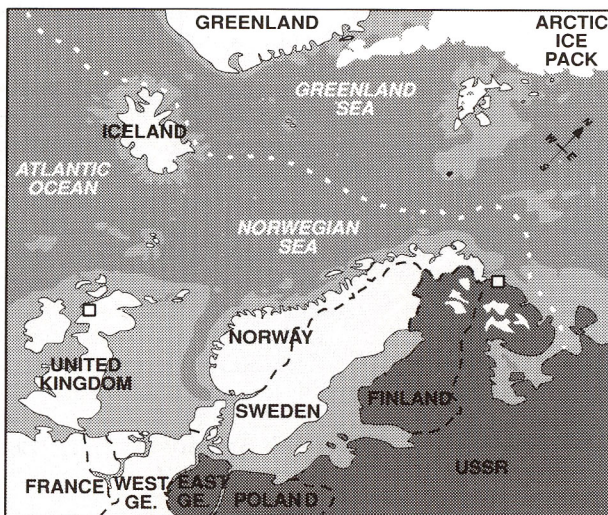 GREENLAND
ARCTIC
ICE
PACK
GREENLAND
SEA
ICELAND
N
W
E
S
ATLANTIC
OCEAN
NORWEGIAN
SEA
NORWAY
UNITED
KINGDOM
SWEDEN
FINLAND
USSR
FRANCE
WEST
GE.
EAST
GE.
POLAND